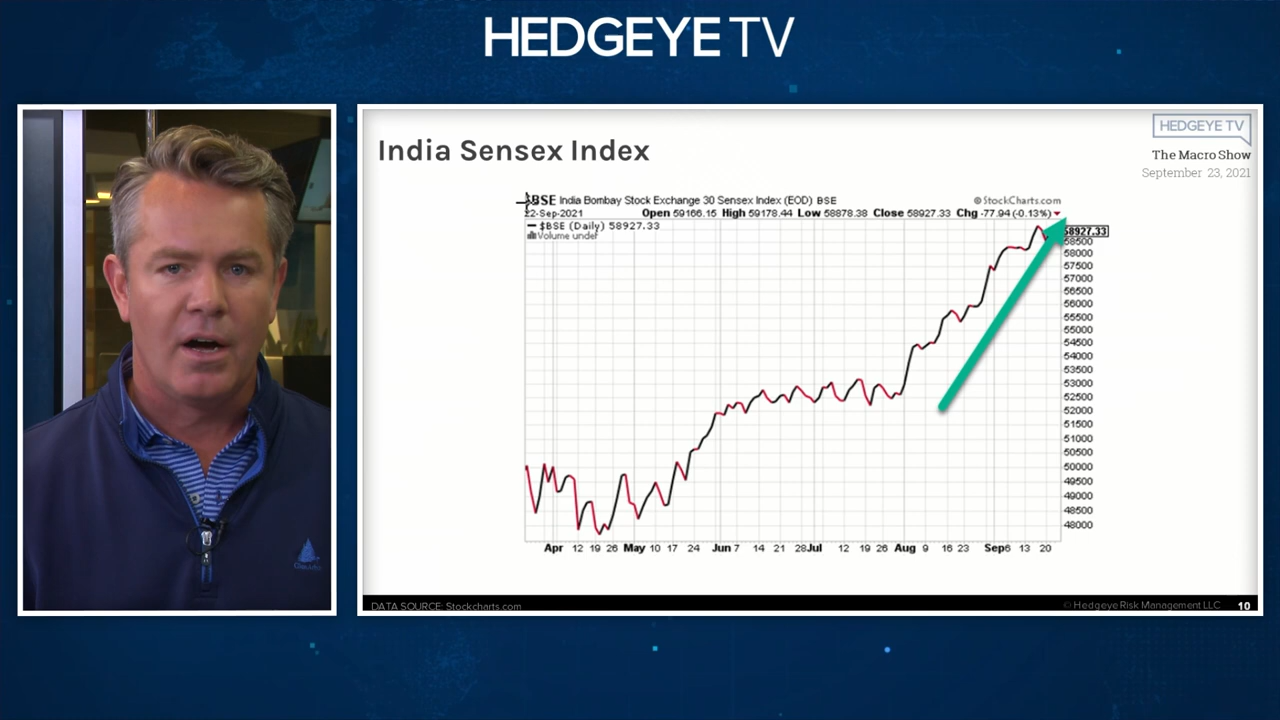 HEDGEYE TV
India Sensex Index
HEDGEYE TV
The Macro Show
September 23, 2021
$BSE India Bombay Stock Exchange 30 Sensex Index (EOD) BSE
© StockCharts.com
22-Sep-2021 Open 59166.15 High 59178.44 Low 58878.38 Close 58927.33 Chg -77.94 (-0.13%)
$BSE (Daily) 58927.33
Volume undef
58927.33
58500
58000
57500
57000
56500
56000
55500
55000
54500
54000
53500
53000
52500
52000
51500
51000
50500
50000
49500
49000
48500
48000
Apr 12 19 26 May 10 17 24 Jun 7 14 21 28 Jul 12 19 26 Aug 9 16 23 Sep 6 13 20
DATA SOURCE: Stockcharts.com
© Hedgeye Risk Management LLC 10